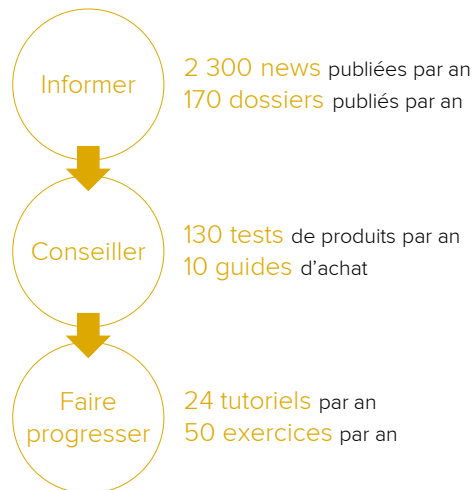 Informer
2 300 news publiées par an
170 dossiers publiés par an
Conseiller
130 tests de produits par an
10 guides d’achat
Faire
progresser
24 tutoriels par an
50 exercices par an